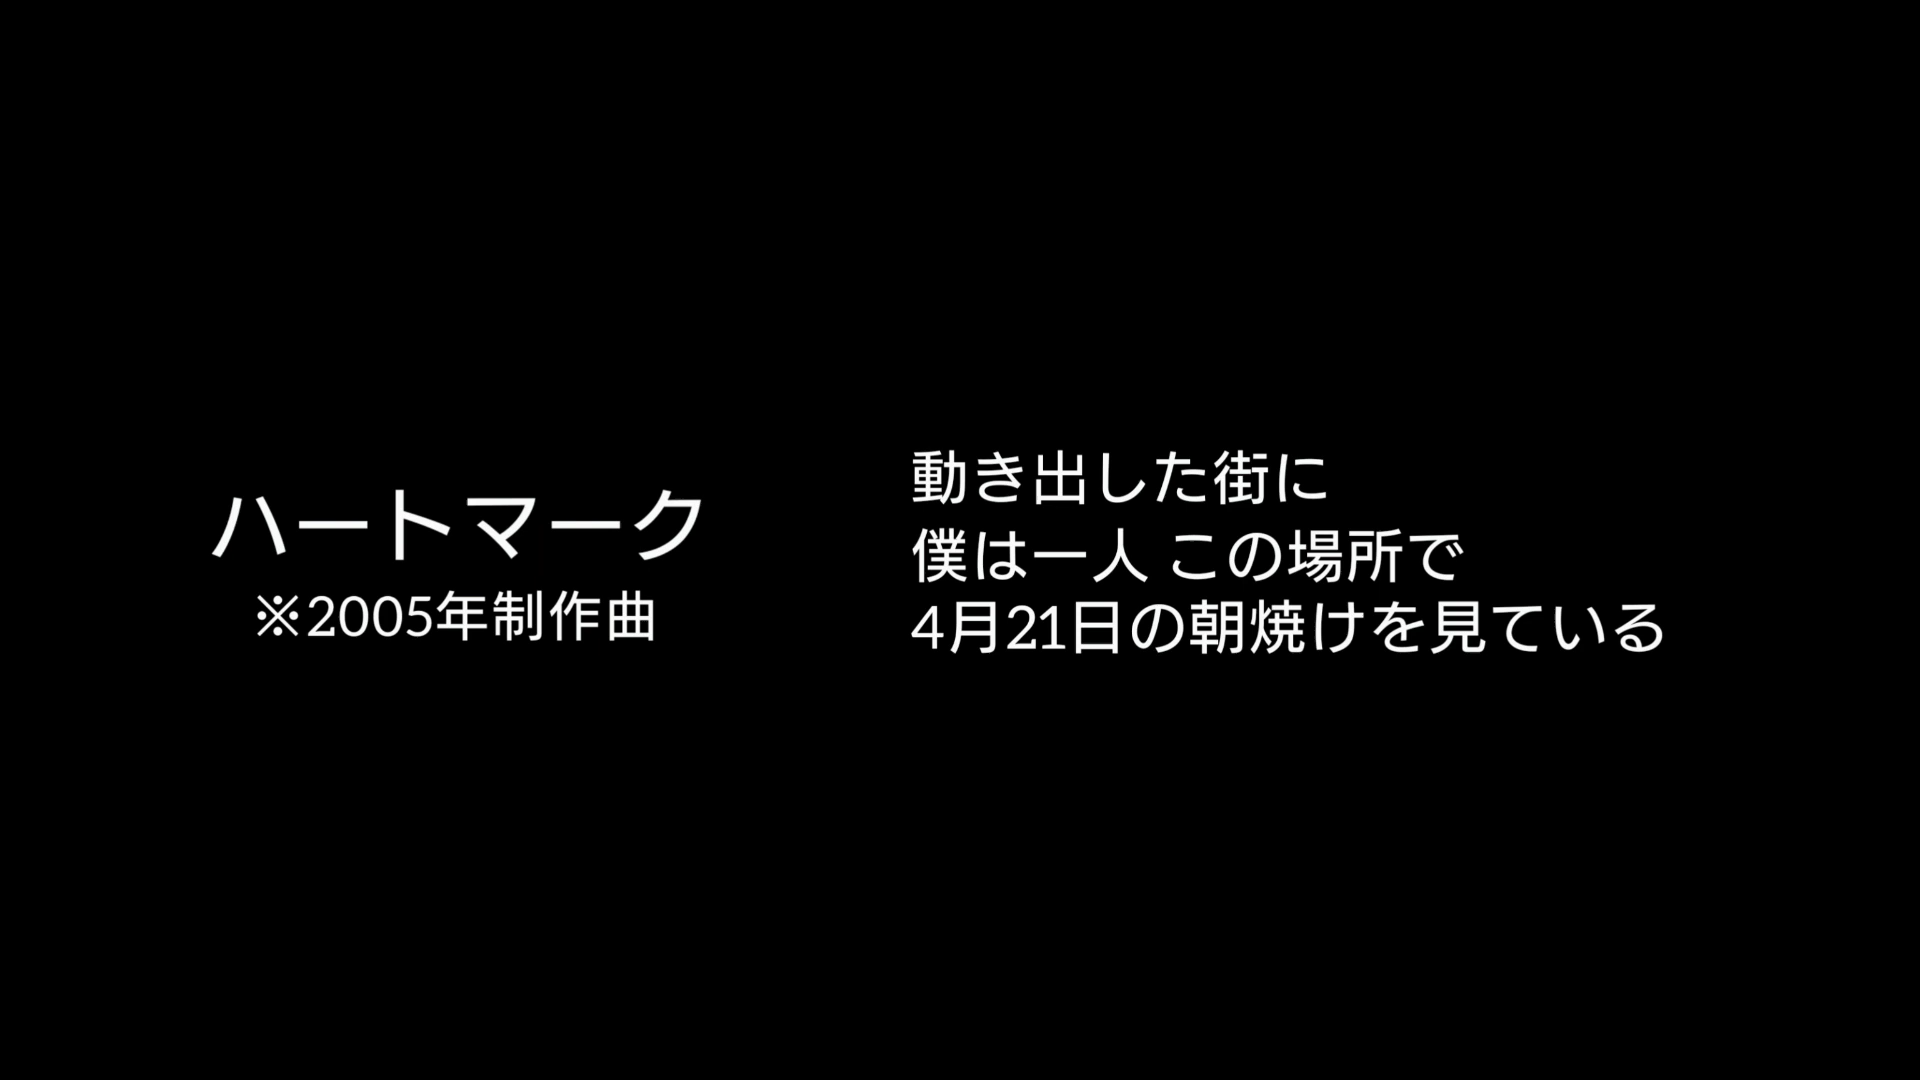 ハートマーク
※2005年制作曲
動き出した街に
僕は一人 この場所で
4月21日の朝焼けを見ている